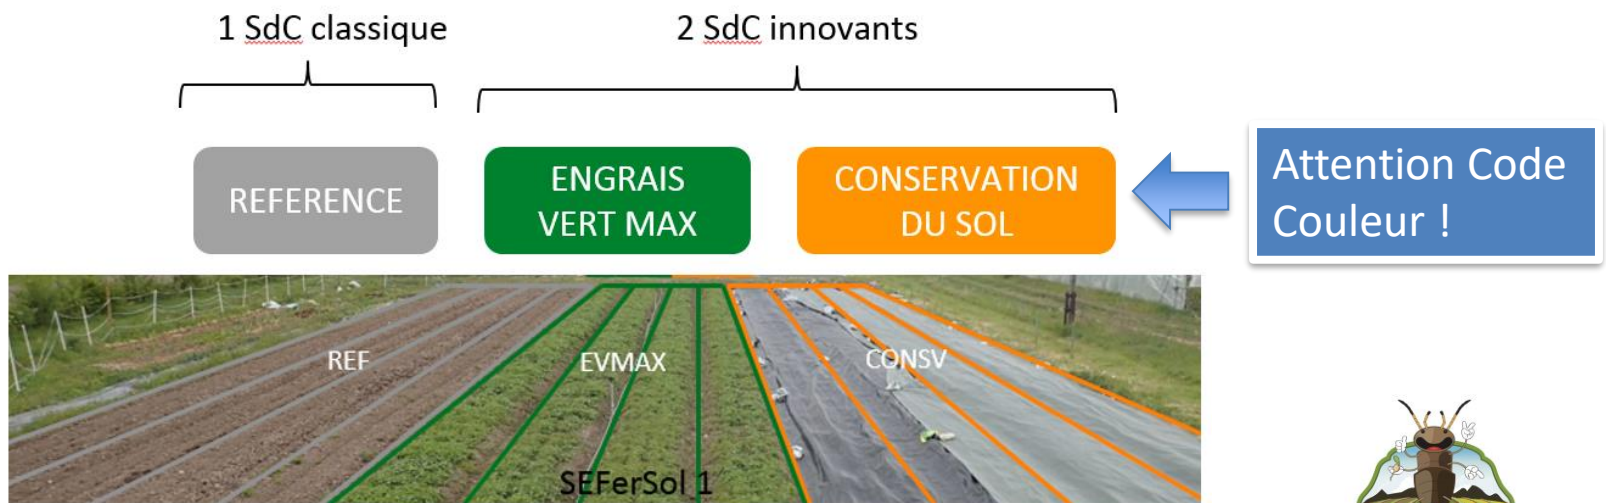 1 SdC classique
2 SdC innovants
REFERENCE
ENGRAIS
VERT MAX
CONSERVATION
DU SOL
Attention Code
Couleur !
REF
EVMAX
CONSV
SEFerSol 1